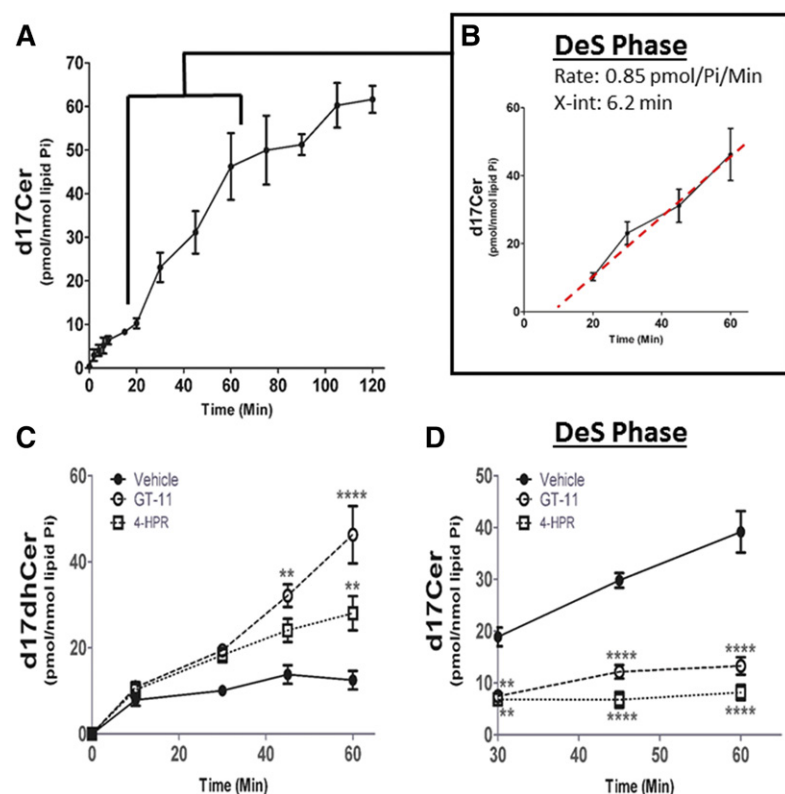 A
70
60
50
40
30
20
10
0
d17Cer
(pmol/nmol lipid Pi)
0 20 40 60 80 100 120
Time (Min)
B
DeS Phase
Rate: 0.85 pmol/Pi/Min
X-int: 6.2 min
60
40
20
0
d17Cer
(pmol/nmol lipid Pi)
0 20 40 60
Time (Min)
C
60
40
20
0
d17dhCer
(pmol/nmol lipid Pi)
Vehicle
GT-11
4-HPR
****
**
**
0 20 40 60
Time (Min)
D
DeS Phase
50
40
30
20
10
0
d17Cer
(pmol/nmol lipid Pi)
Vehicle
GT-11
4-HPR
**
****
****
**
****
****
30 40 50 60
Time (Min)